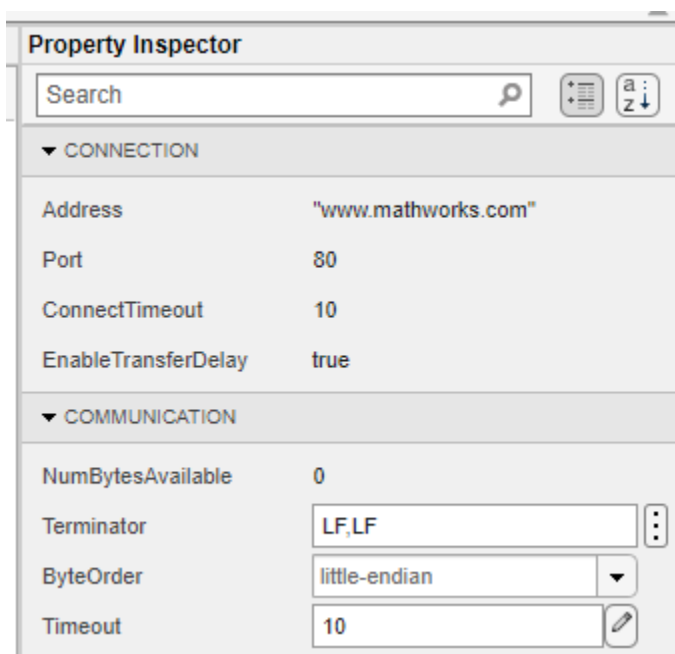 Property Inspector
Search
a z
CONNECTION
Address "www.mathworks.com"
Port 80
ConnectTimeout 10
EnableTransferDelay true
COMMUNICATION
NumBytesAvailable 0
Terminator LF,LF
ByteOrder little-endian
Timeout 10